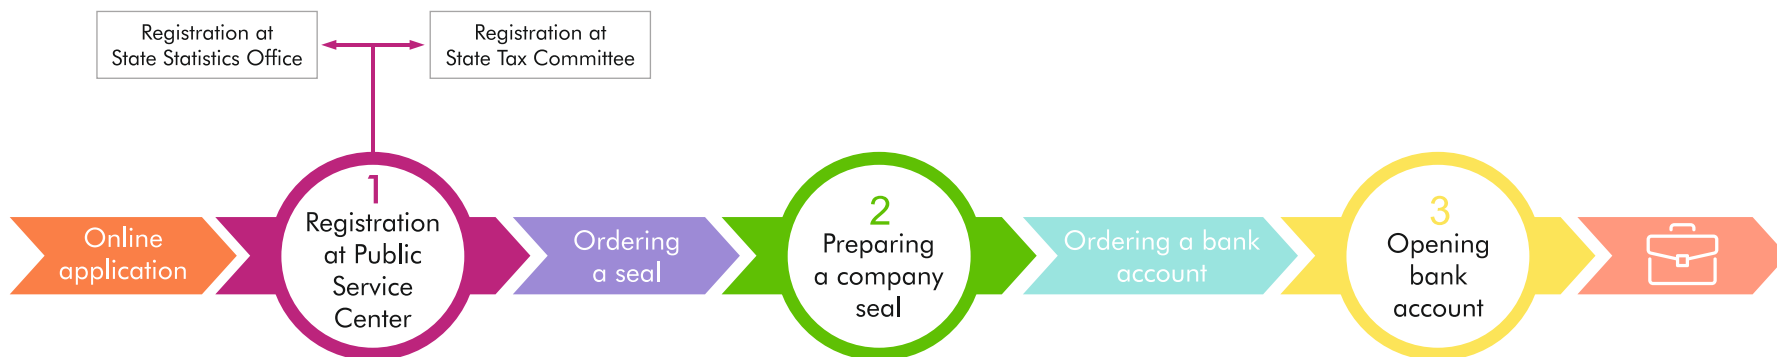 Registration at
State Statistics Office
Registration at
State Tax Committee
Online
application
1
Registration
at Public
Service
Center
Ordering
a seal
2
Preparing
a company
seal
Ordering a bank
account
3
Opening
bank
account